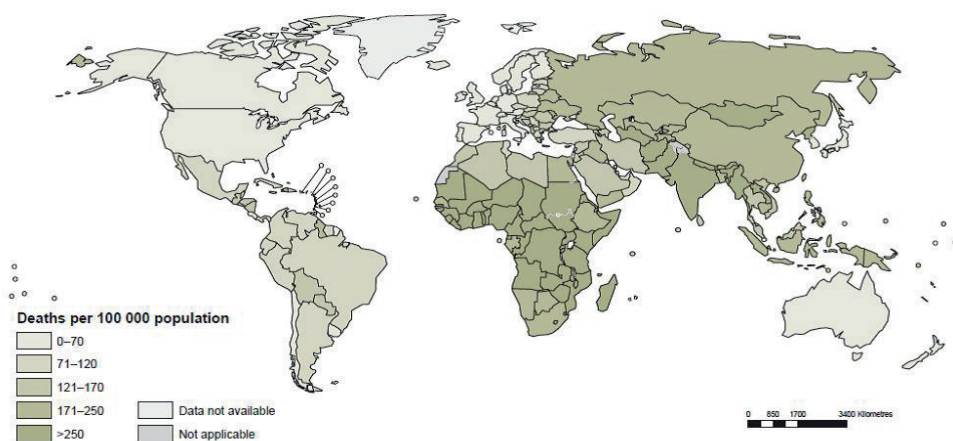 Deaths per 100 000 population
0–70
71–120
121–170
171–250
>250
Data not available
Not applicable
0 850 1700 3400 Kilometres